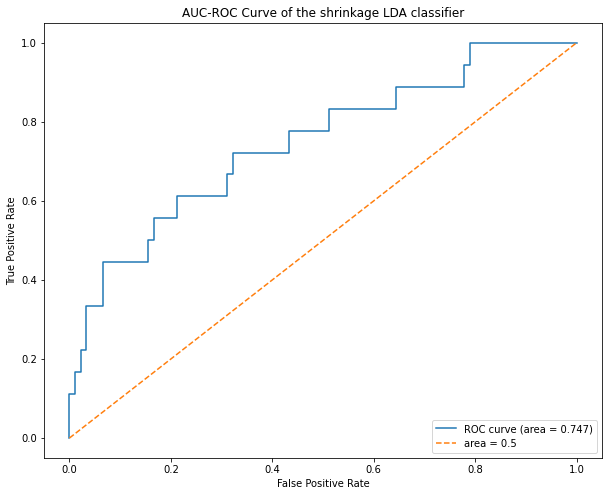 AUC-ROC Curve of the shrinkage LDA classifier
1.0
0.8
0.6
0.4
0.2
0.0
True Positive Rate
0.0 0.2 0.4 0.6 0.8 1.0
False Positive Rate
ROC curve (area = 0.747)
area = 0.5